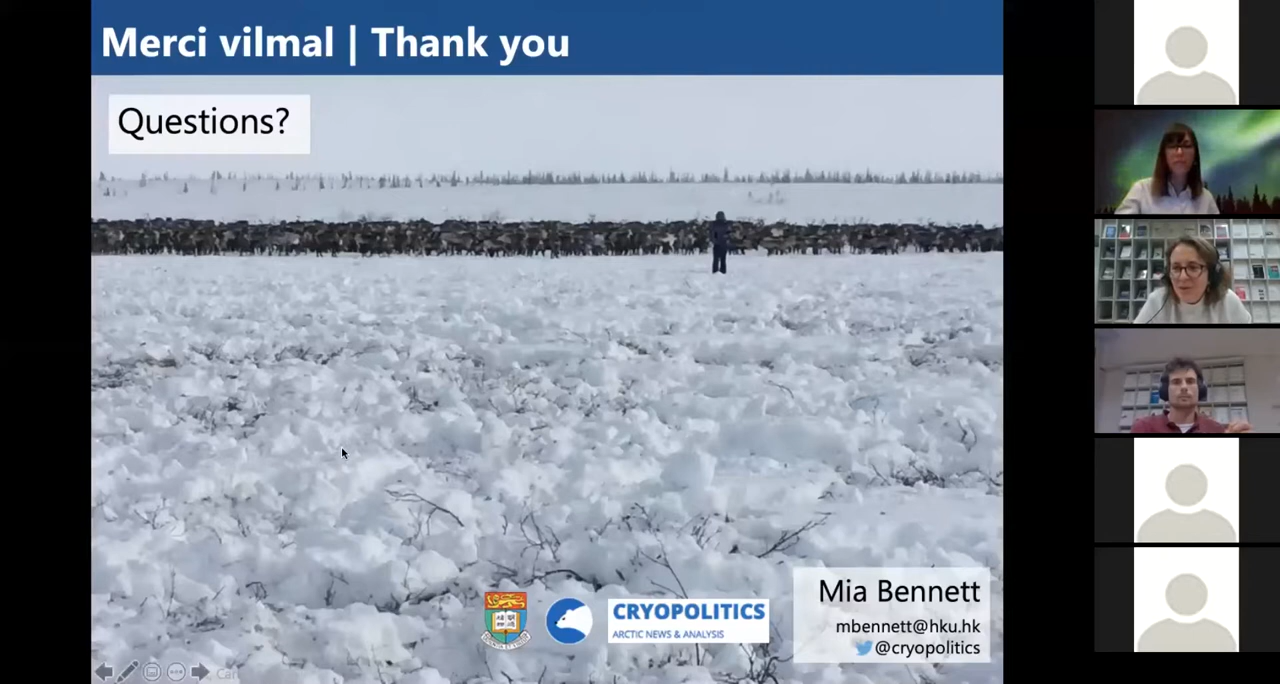 Merci vilmal | Thank you
Questions?
CRYOPOLITICS
ARCTIC NEWS & ANALYSIS
Mia Bennett
mbennett@hku.hk
@cryopolitics